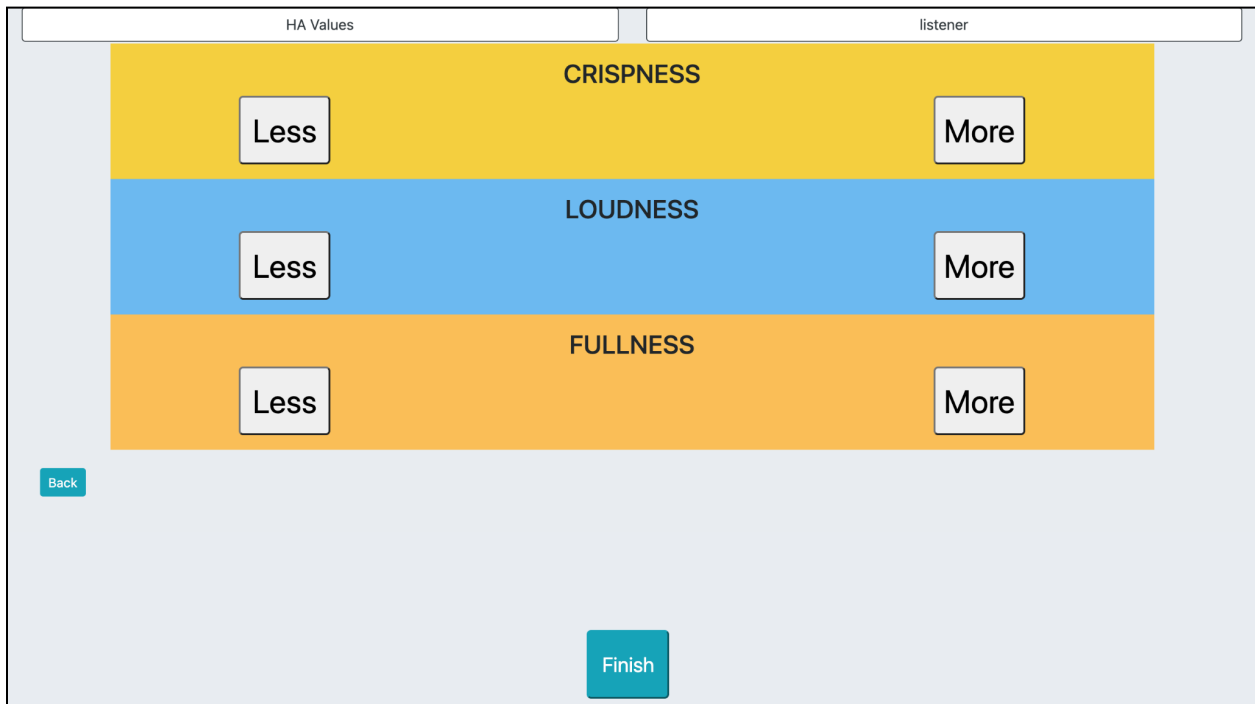 HA Values
listener
CRISPNESS
Less
More
LOUDNESS
Less
More
FULLNESS
Less
More
Back
Finish